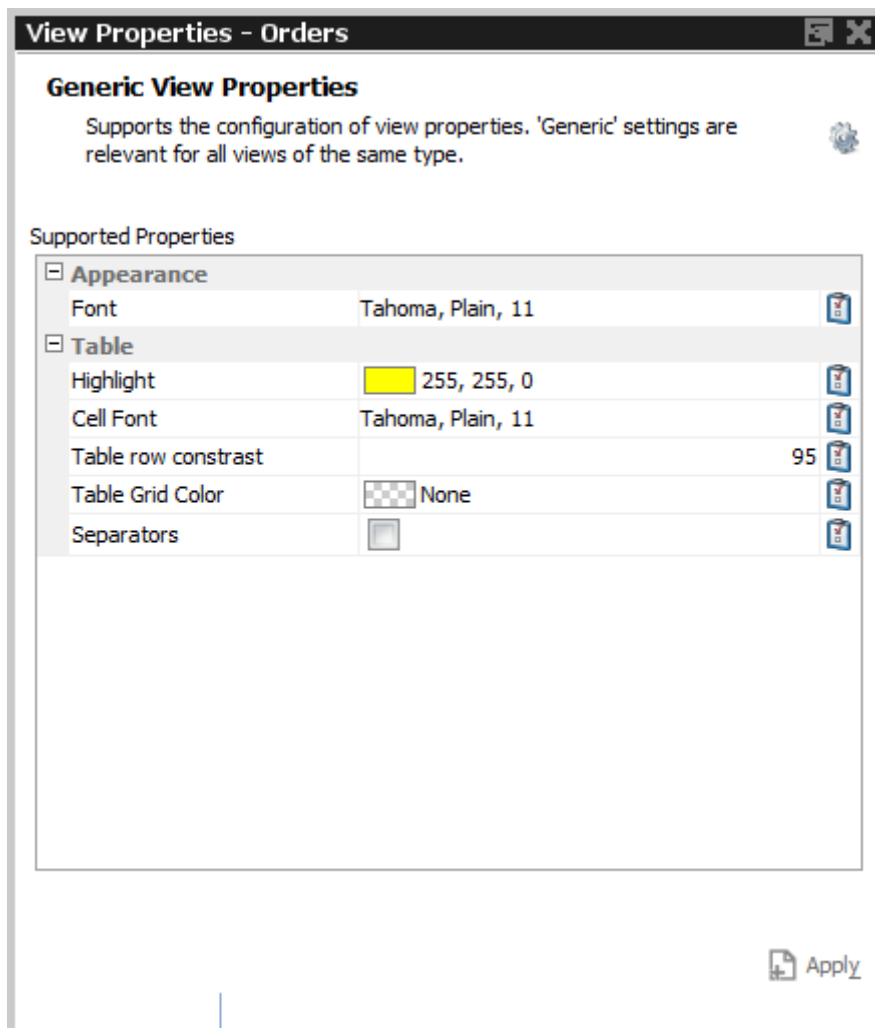 View Properties - Orders
Generic View Properties
Supports the configuration of view properties. 'Generic' settings are
relevant for all views of the same type.
Supported Properties
Appearance
Font Tahoma, Plain, 11
Table
Highlight 255, 255, 0
Cell Font Tahoma, Plain, 11
Table row constrast 95
Table Grid Color None
Separators
Apply